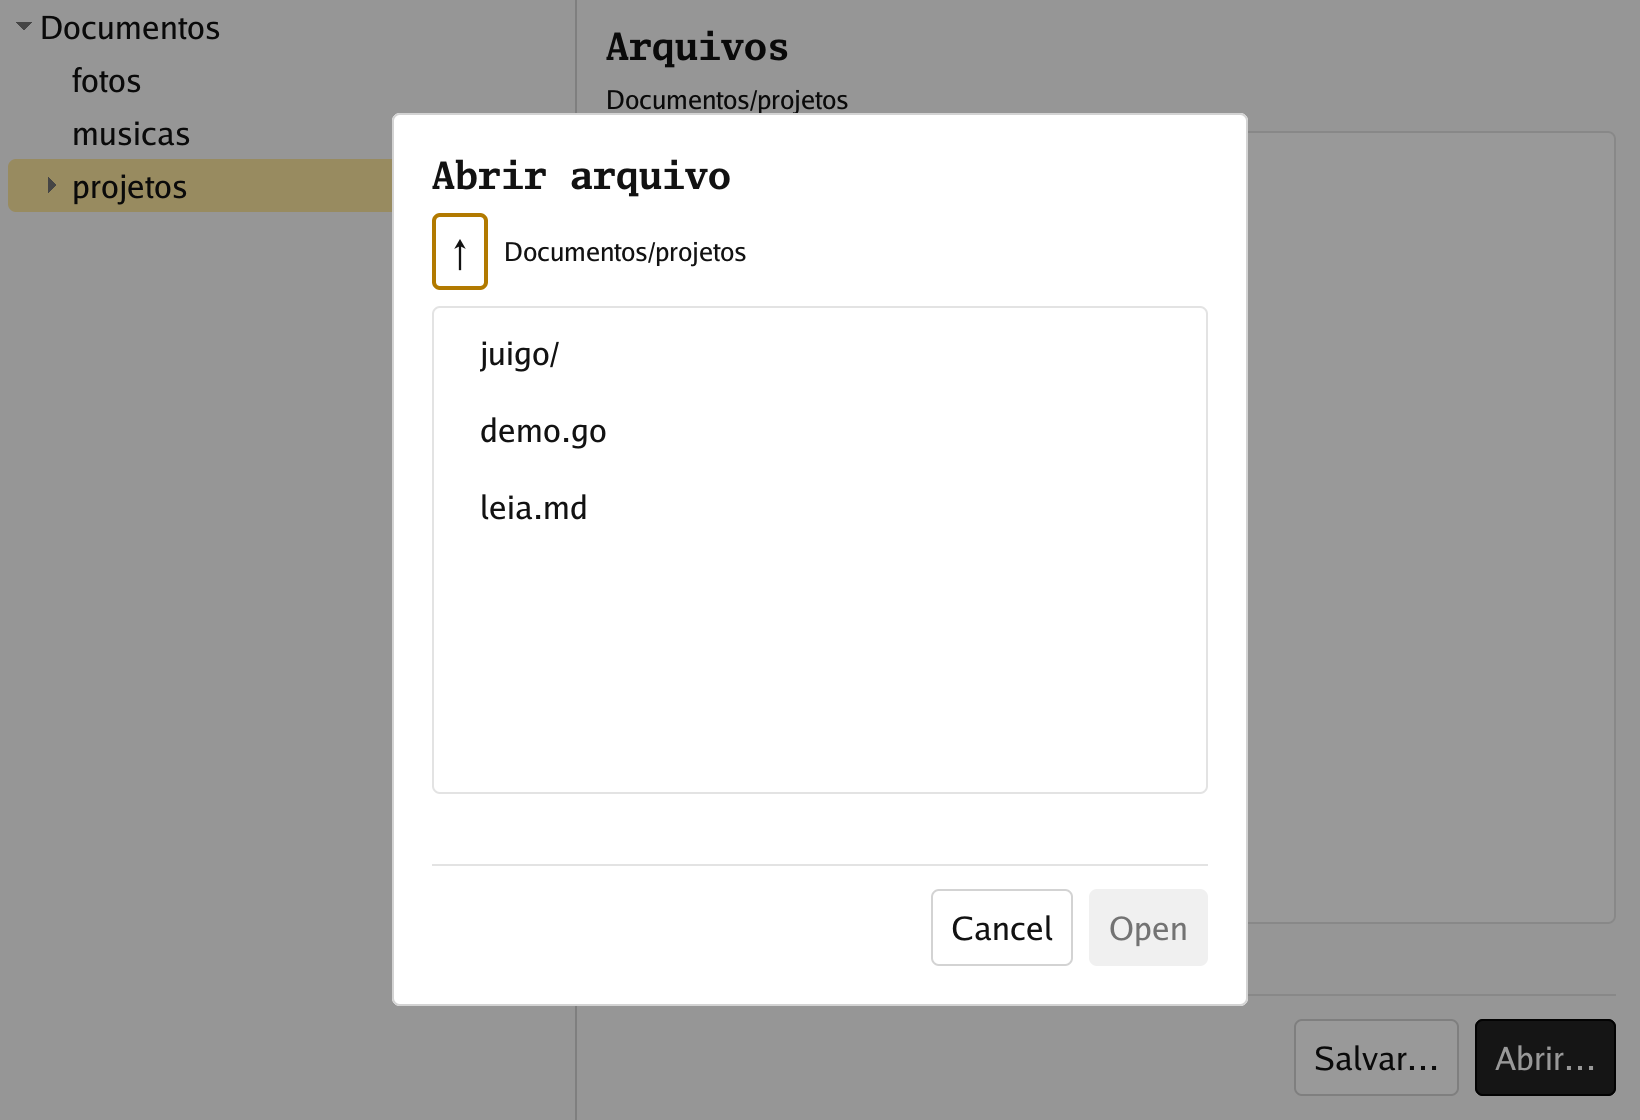 Documentos
fotos
musicas
projetos
Arquivos
Documentos/projetos
Abrir arquivo
↑ Documentos/projetos
juigo/
demo.go
leia.md
Cancel
Open
Salvar...
Abrir...